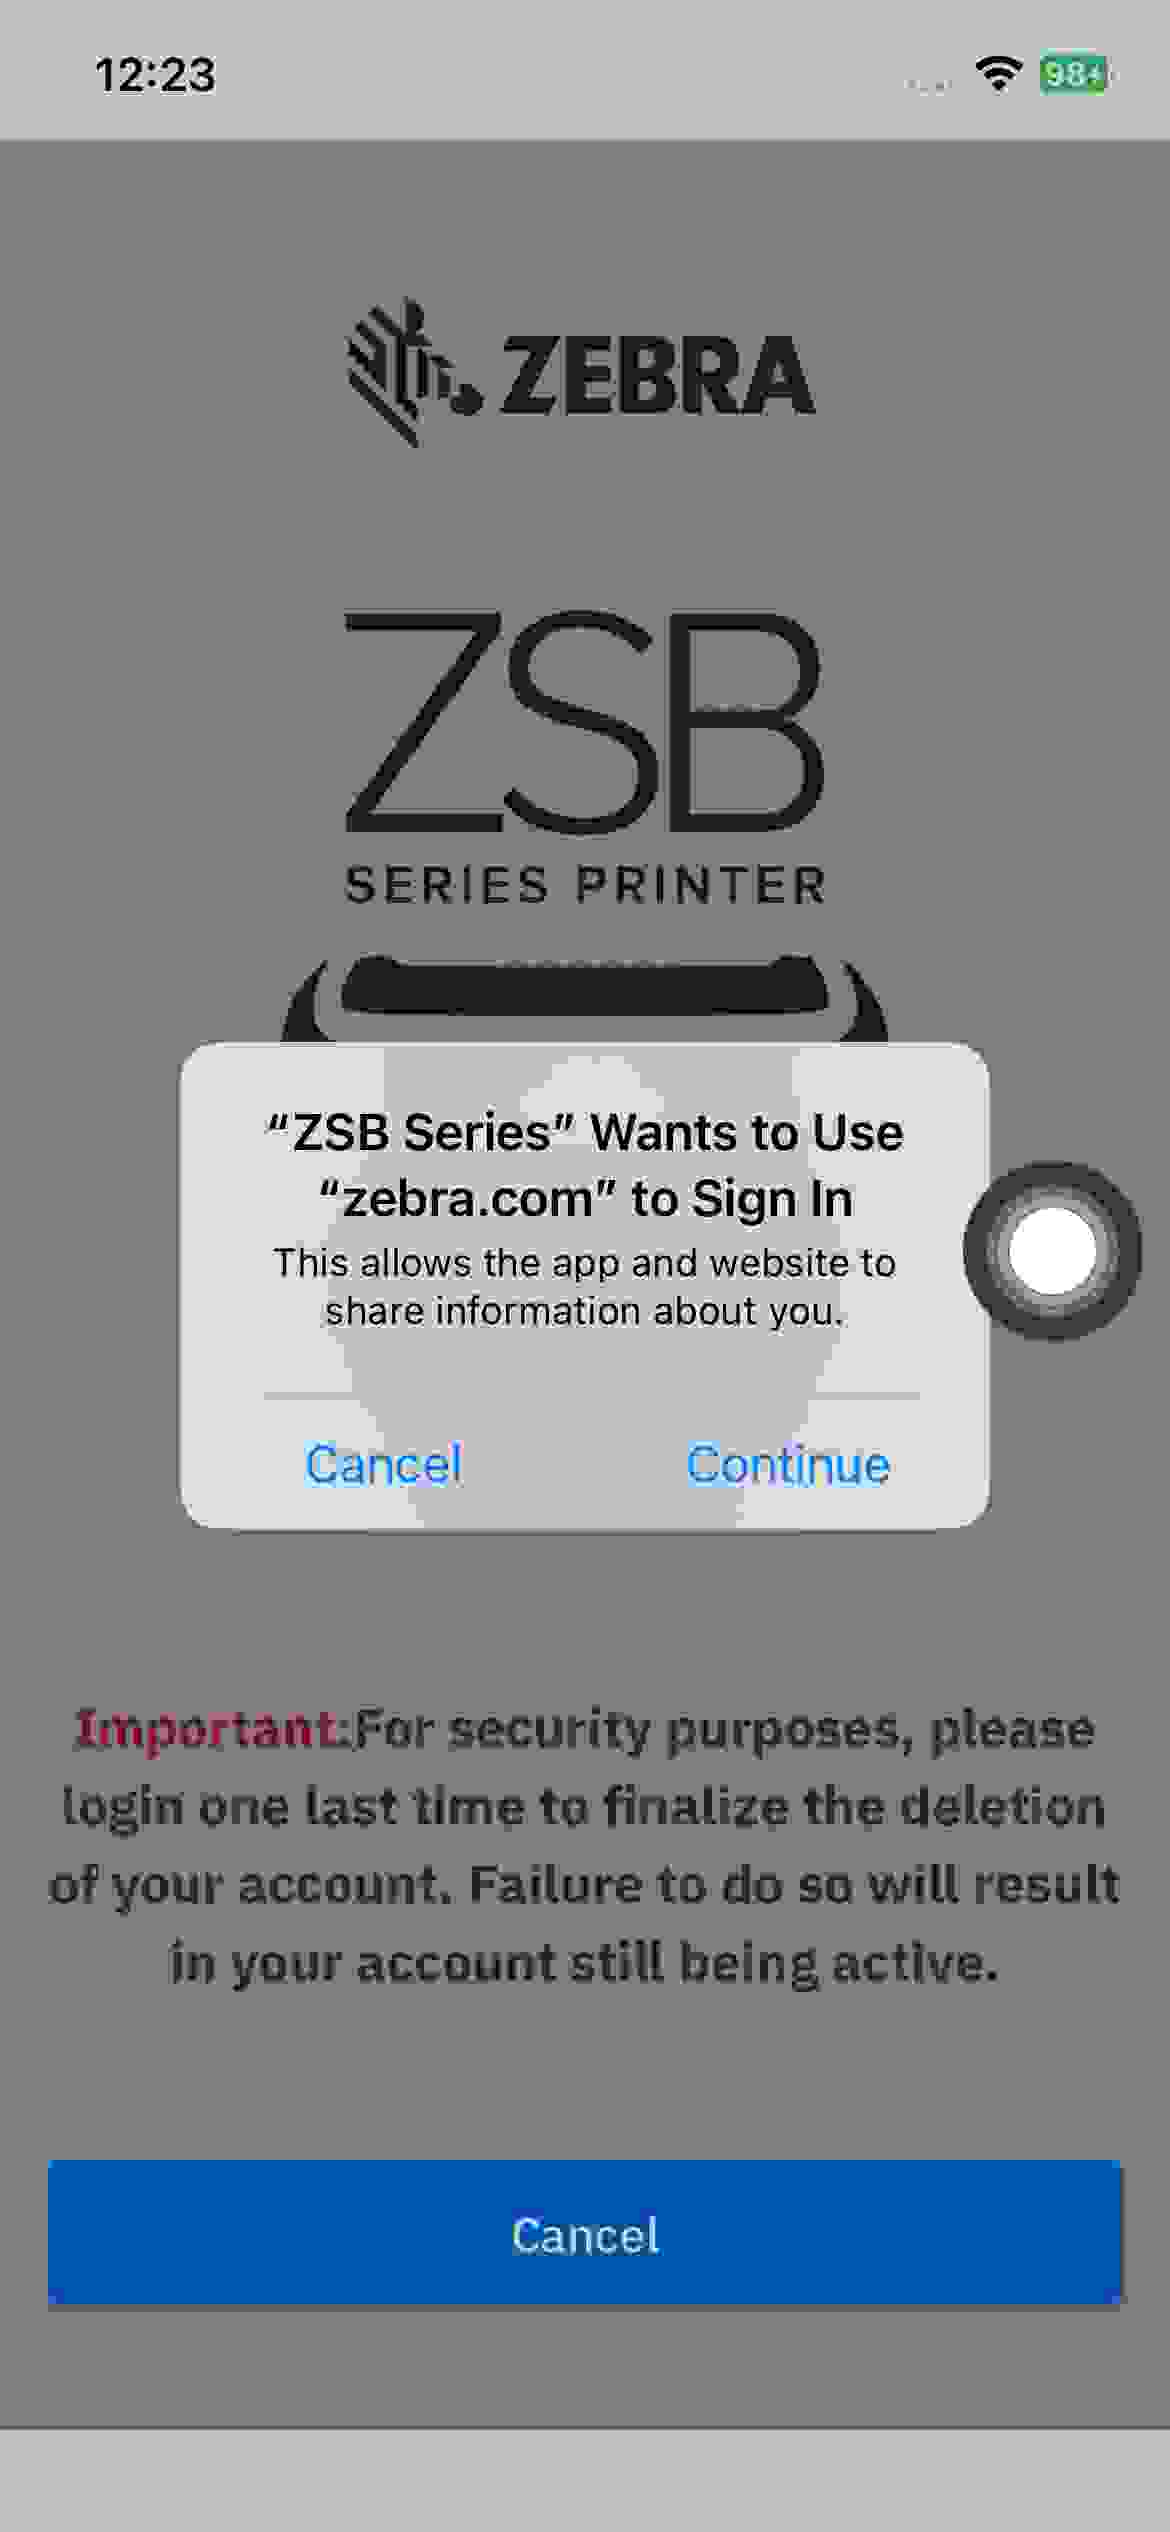 12:23
98
ZEBRA
ZSB
SERIES PRINTER
“ZSB Series” Wants to Use
“zebra.com” to Sign In
This allows the app and website to
share information about you.
Cancel
Continue
Important:For security purposes, please
login one last time to finalize the deletion
of your account. Failure to do so will result
in your account still being active.
Cancel